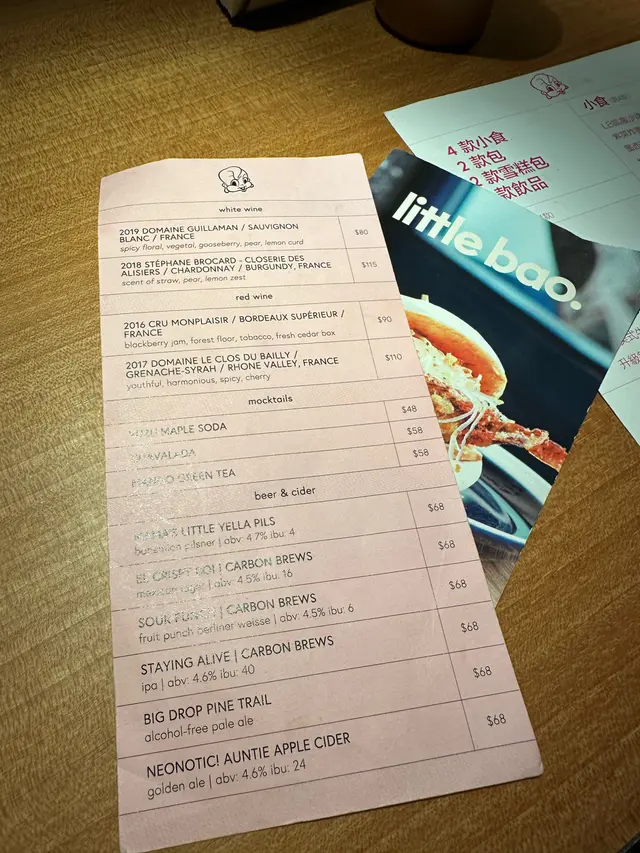 white wine
2019 DOMAINE GUILLAMAN / SAUVIGNON
BLANC / FRANCE
$80
spicy floral, vegetal, gooseberry, pear, lemon curd
2018 STÉPHANE BROCARD - CLOSERIE DES
ALISIERS / CHARDONNAY / BURGUNDY, FRANCE
$115
scent of straw, pear, lemon zest
red wine
2016 CRU MONPLAISIR / BORDEAUX SUPÉRIEUR /
FRANCE
$90
blackberry jam, forest floor, tobacco, fresh cedar box
2017 DOMAINE LE CLOS DU BAILLY /
GRENACHE-SYRAH / RHONE VALLEY, FRANCE
$110
youthful, harmonious, spicy, cherry
mocktails
MAPLE SODA
$48
$58
GREEN TEA
$58
beer & cider
LITTLE YELLA PILS
$68
bohemian pilsner | abv: 4.7% ibu: 4
EL CRISPY BOI | CARBON BREWS
$68
mexican lager | abv: 4.5% ibu: 16
SOUR PUNCH | CARBON BREWS
$68
fruit punch berliner weisse | abv: 4.5% ibu: 6
STAYING ALIVE | CARBON BREWS
$68
ipa | abv: 4.6% ibu: 40
BIG DROP PINE TRAIL
$68
alcohol-free pale ale
NEONOTIC! AUNTIE APPLE CIDER
$68
golden ale | abv: 4.6% ibu: 24
little bao.
4 款小食
2 款包
2 款雪糕包
款飲品
小食